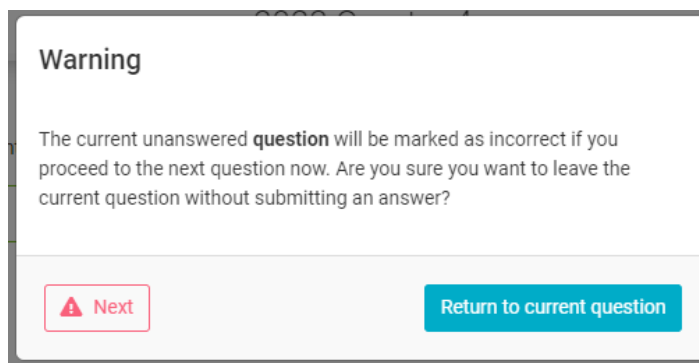 Warning
The current unanswered question will be marked as incorrect if you
proceed to the next question now. Are you sure you want to leave the
current question without submitting an answer?
Next
Return to current question